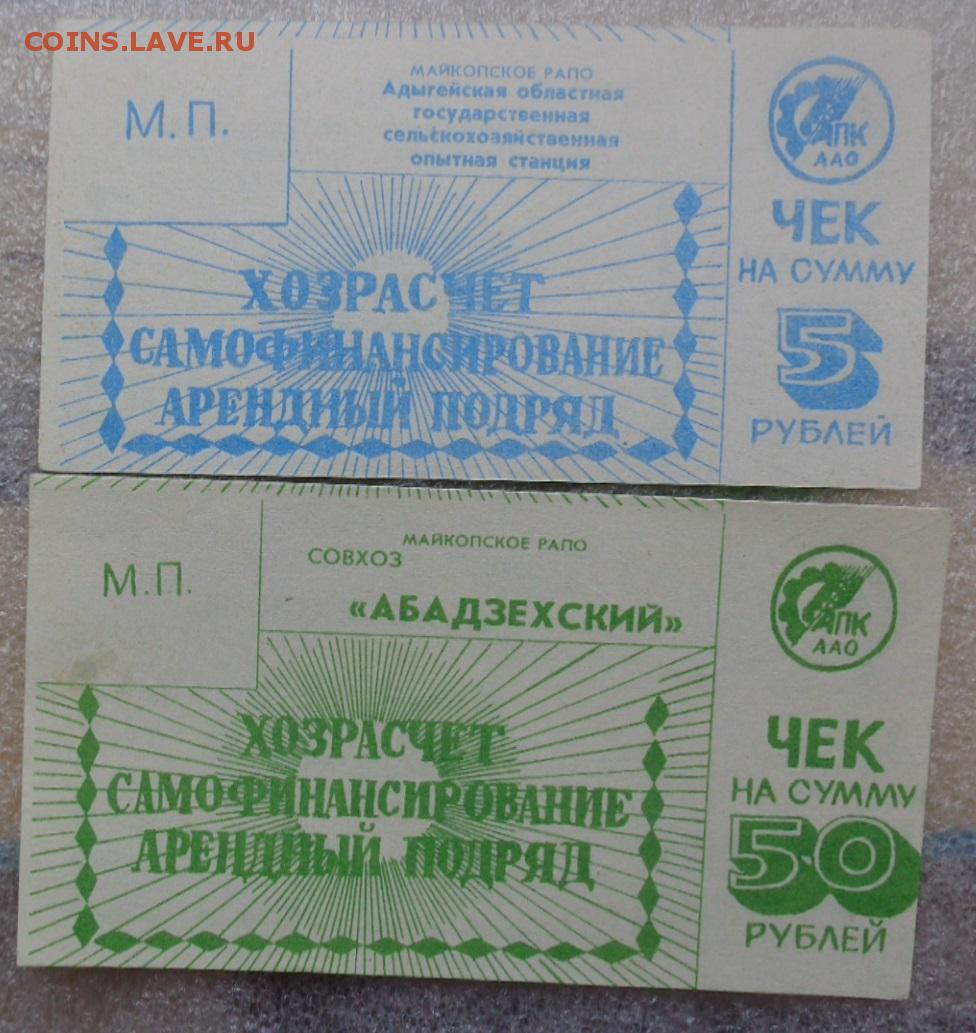 COINS.LAVE.RU
М.П.
МАЙКОПСКОЕ РАПО
Адыгейская областная
государственная
сельскохозяйственная
опытная станция
ХОЗРАСЧЕТ
САМОФИНАНСИРОВАНИЕ
АРЕНДНЫЙ ПОДРЯД
АПК
ААО
ЧЕК
НА СУММУ
5
РУБЛЕЙ
М.П.
МАЙКОПСКОЕ РАПО
СОВХОЗ
«АБАДЗЕХСКИЙ»
ХОЗРАСЧЕТ
САМОФИНАНСИРОВАНИЕ
АРЕНДНЫЙ ПОДРЯД
АПК
ААО
ЧЕК
НА СУММУ
50
РУБЛЕЙ